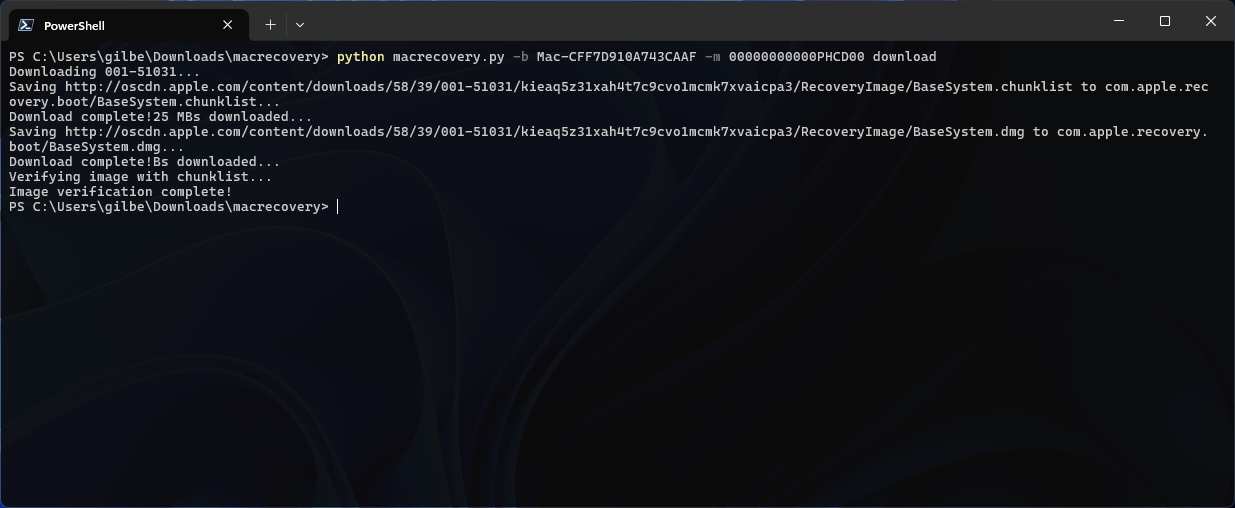 PowerShell
PS C:\Users\gilbe\Downloads\macrecovery> python macrecovery.py -b Mac-CFF7D910A743CAAF -m 00000000000PHCD00 download
Downloading 001-51031...
Saving http://oscdn.apple.com/content/downloads/58/39/001-51031/kieaq5z31xah4t7c9cvo1mcmk7xvaicpa3/RecoveryImage/BaseSystem.chunklist to com.apple.rec
overy.boot/BaseSystem.chunklist...
Download complete!25 MBs downloaded...
Saving http://oscdn.apple.com/content/downloads/58/39/001-51031/kieaq5z31xah4t7c9cvo1mcmk7xvaicpa3/RecoveryImage/BaseSystem.dmg to com.apple.recovery.
boot/BaseSystem.dmg...
Download complete!Bs downloaded...
Verifying image with chunklist...
Image verification complete!
PS C:\Users\gilbe\Downloads\macrecovery>